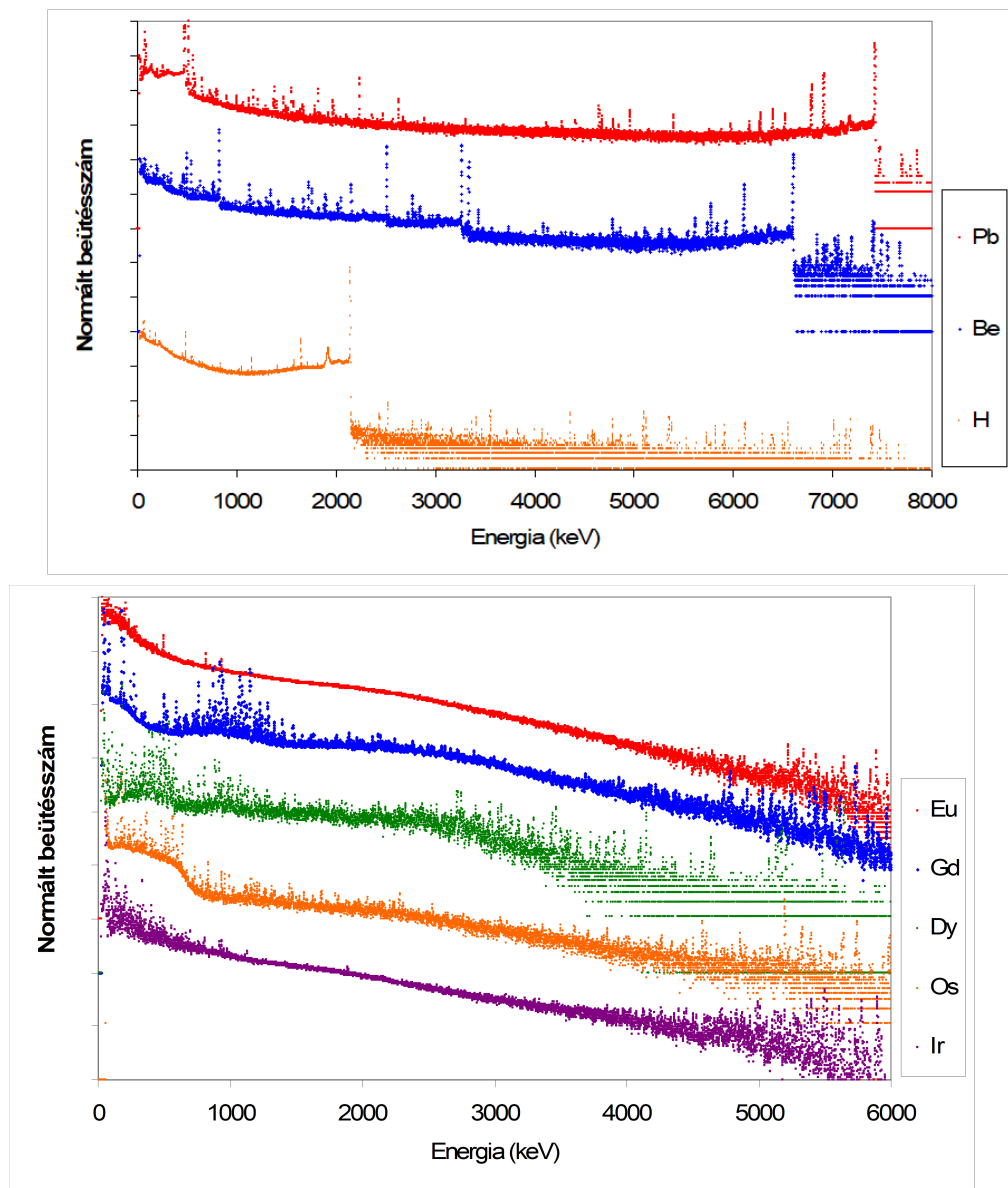 Normált beütésszám
0 1000 2000 3000 4000 5000 6000 7000 8000
Energia (keV)
Pb
Be
H
Normált beütésszám
0 1000 2000 3000 4000 5000 6000
Energia (keV)
Eu
Gd
Dy
Os
Ir